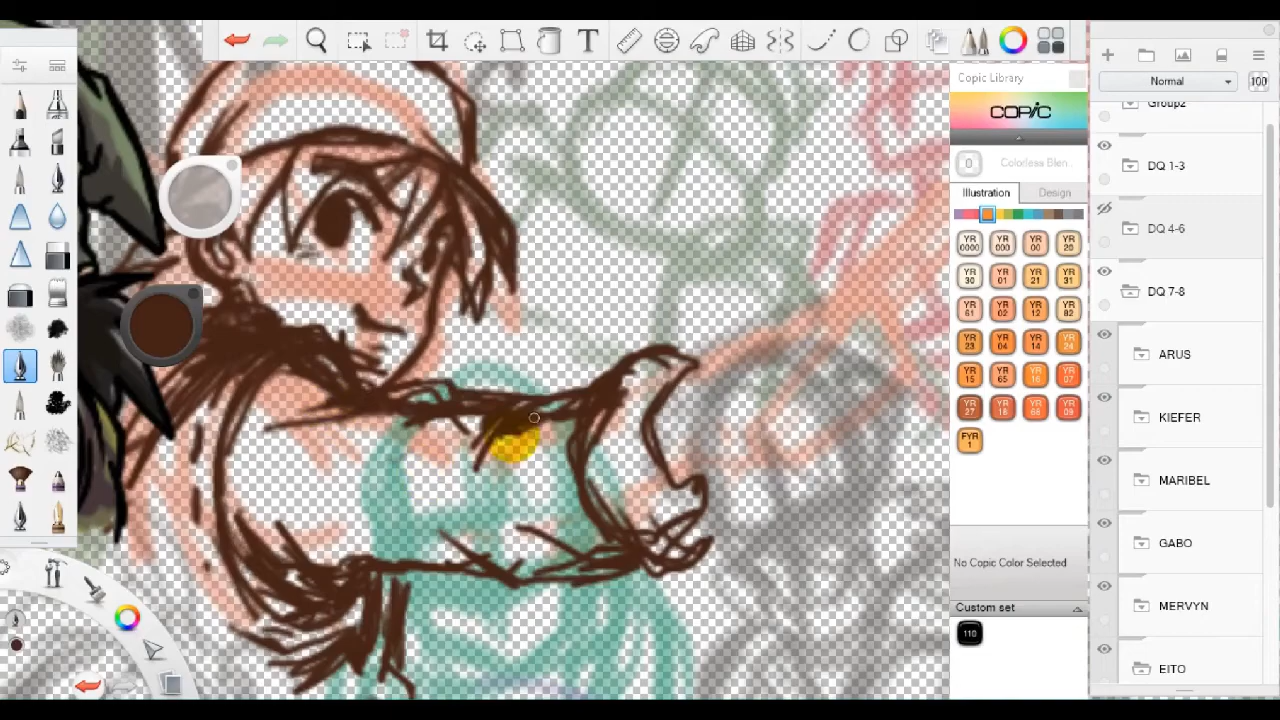 T
Copic Library
COPIC
0 Colorless Blen...
Illustration Design
YR 0000 YR 000 YR 00 YR 20
YR 30 YR 01 YR 21 YR 31
YR 61 YR 02 YR 12 YR 82
YR 23 YR 04 YR 14 YR 24
YR 15 YR 65 YR 16 YR 07
YR 27 YR 18 YR 68 YR 09
FYR 1
No Copic Color Selected
Custom set
110
Normal 100
Group2
DQ 1-3
DQ 4-6
DQ 7-8
ARUS
KIEFER
MARIBEL
GABO
MERVYN
EITO